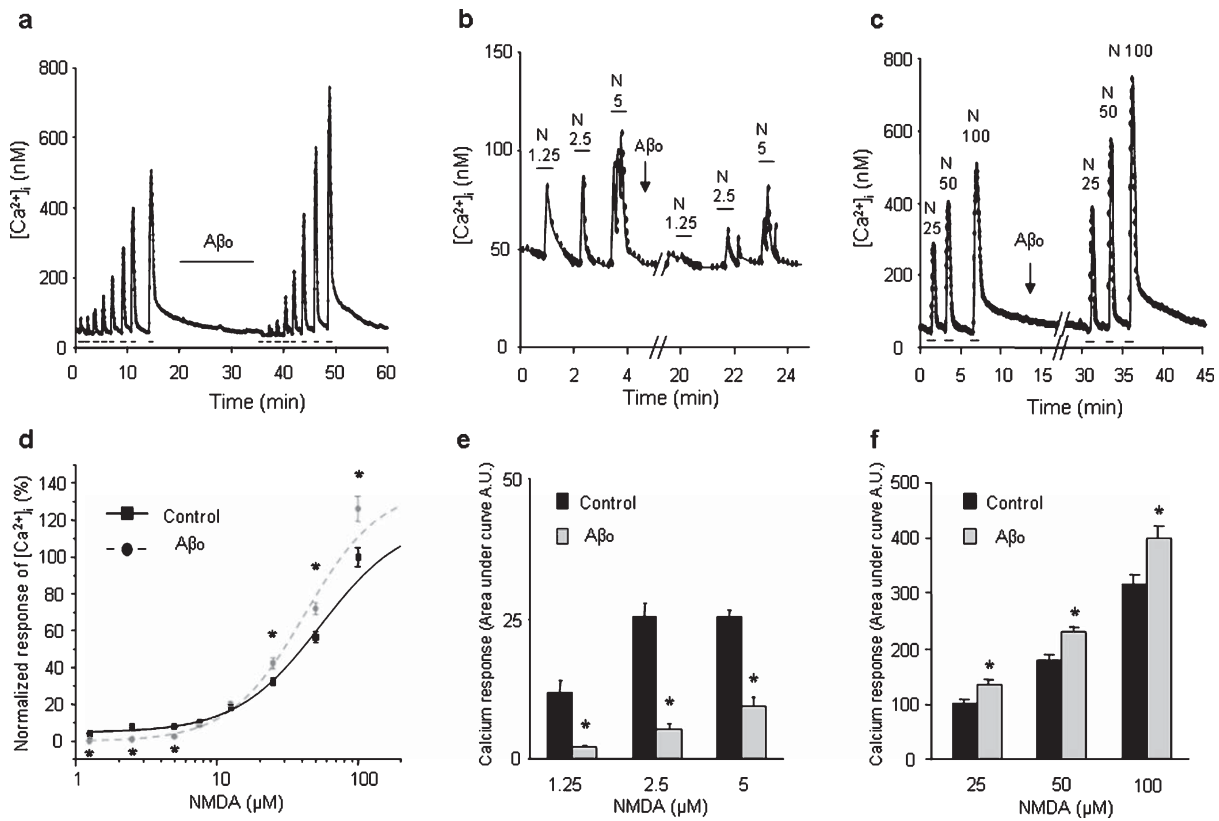 a
800
600
400
200
0
[Ca²⁺]ᵢ (nM)
Aβo
0 10 20 30 40 50 60
Time (min)
b
150
100
50
0
[Ca²⁺]ᵢ (nM)
N
1.25
N
2.5
N
5
Aβo
N
1.25
N
2.5
N
5
0 2 4 20 22 24
Time (min)
c
800
600
400
200
0
[Ca²⁺]ᵢ (nM)
N
25
N
50
N
100
Aβo
N
25
N
50
N 100
0 5 10 15 30 35 40 45
Time (min)
d
140
120
100
80
60
40
20
0
Normalized response of [Ca²⁺]ᵢ (%)
Control
Aβo
*
*
*
* * *
1 10 100
NMDA (µM)
e
50
25
0
Calcium response (Area under curve A.U.)
Control
Aβo
*
*
*
1.25 2.5 5
NMDA (µM)
f
500
400
300
200
100
0
Calcium response (Area under curve A.U.)
Control
Aβo
*
*
*
25 50 100
NMDA (µM)